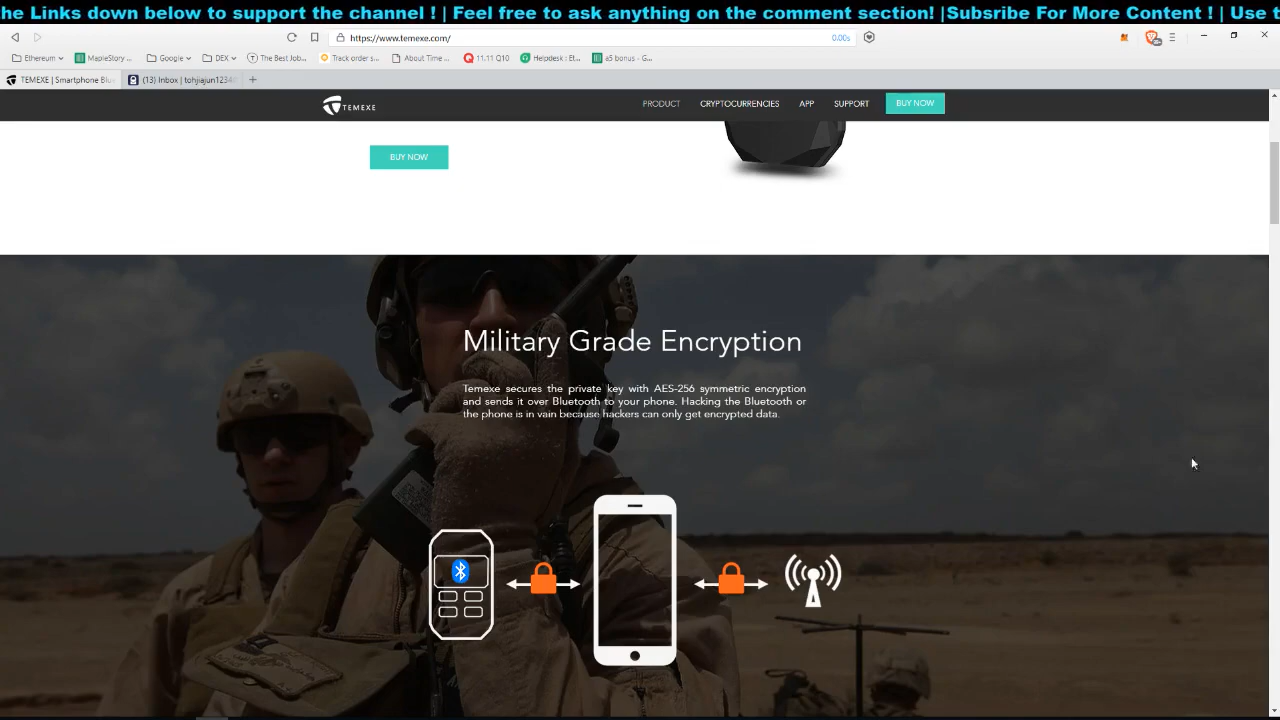 he Links down below to support the channel ! | Feel free to ask anything on the comment section! |Subsribe For More Content ! | Use t
https://www.temexe.com/
0.00s
Ethereum
MapleStory
Google
DEX
The Best Job...
Track order s...
About Time ...
11.11 Q10
Helpdesk : Et...
a5 bonus - G...
TEMEXE | Smartphone Blu
(13) Inbox | tohjiajun1234
TEMEXE
PRODUCT
CRYPTOCURRENCIES
APP
SUPPORT
BUY NOW
BUY NOW
Military Grade Encryption
Temexe secures the private key with AES-256 symmetric encryption
and sends it over Bluetooth to your phone. Hacking the Bluetooth or
the phone is in vain because hackers can only get encrypted data.